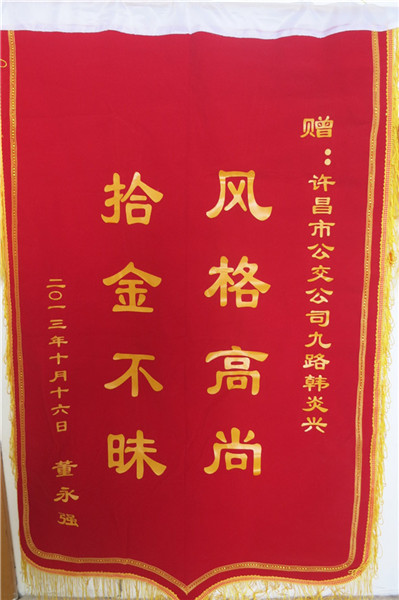 赠：许昌市公交公司九路韩炎兴
风格高尚
拾金不昧
二〇一三年十月十六日 董永强